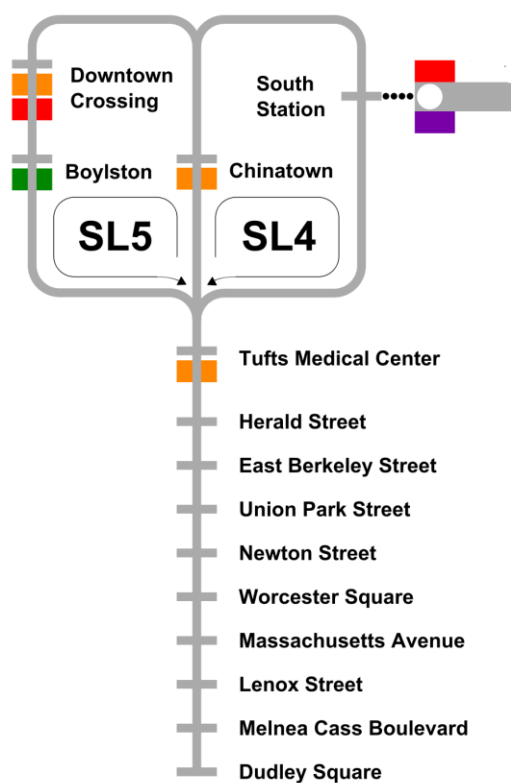 Downtown
Crossing
South
Station
Boylston
Chinatown
SL5
SL4
Tufts Medical Center
Herald Street
East Berkeley Street
Union Park Street
Newton Street
Worcester Square
Massachusetts Avenue
Lenox Street
Melnea Cass Boulevard
Dudley Square